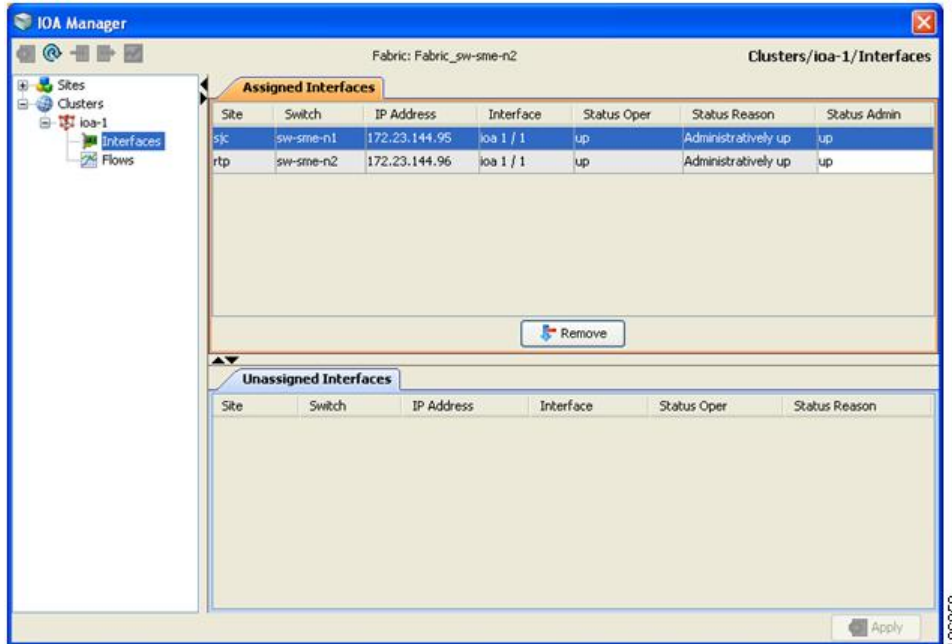 IOA Manager
Fabric: Fabric_sw-sme-n2
Clusters/ioa-1/Interfaces
Sites
Clusters
ioa-1
Interfaces
Flows
Assigned Interfaces
Site Switch IP Address Interface Status Oper Status Reason Status Admin
sjc sw-sme-n1 172.23.144.95 ioa 1 / 1 up Administratively up up
rtp sw-sme-n2 172.23.144.96 ioa 1 / 1 up Administratively up up
Remove
Unassigned Interfaces
Site Switch IP Address Interface Status Oper Status Reason
Apply